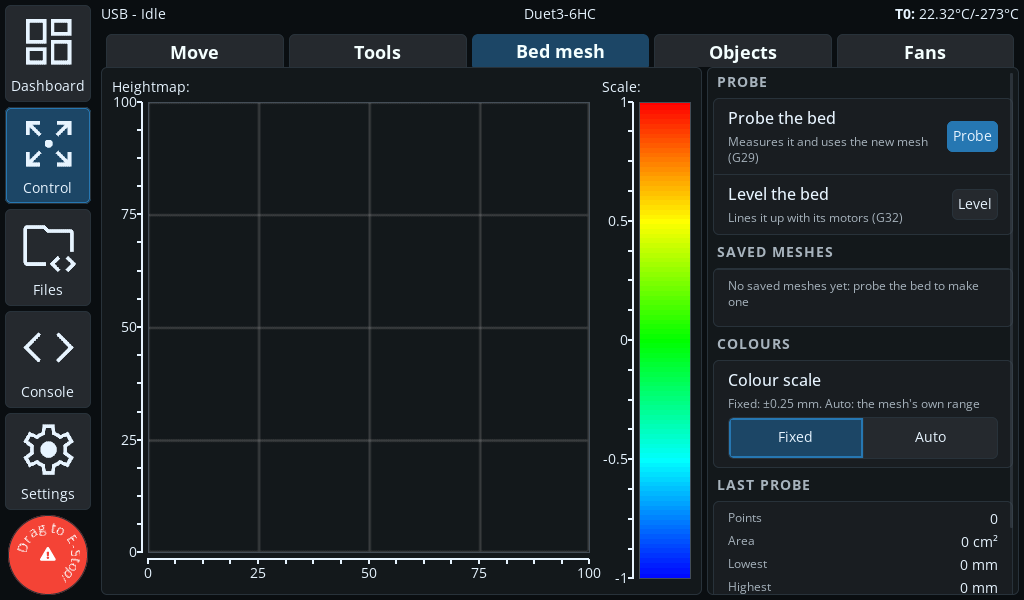 USB - Idle
Duet3-6HC
T0: 22.32°C/-273°C
Dashboard
Control
Files
Console
Settings
Drag to E-Stop!
Move
Tools
Bed mesh
Objects
Fans
Heightmap:
100
75
50
25
0
0
25
50
75
100
Scale:
1
0.5
0
-0.5
-1
PROBE
Probe the bed
Measures it and uses the new mesh
(G29)
Probe
Level the bed
Lines it up with its motors (G32)
Level
SAVED MESHES
No saved meshes yet: probe the bed to make
one
COLOURS
Colour scale
Fixed: ±0.25 mm. Auto: the mesh's own range
Fixed
Auto
LAST PROBE
Points
0
Area
0 cm²
Lowest
0 mm
Highest
0 mm